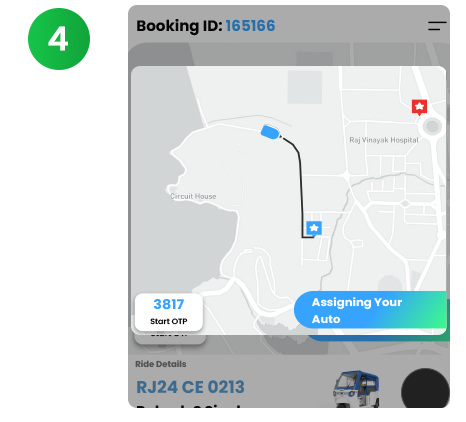 4
Booking ID: 165166
Raj Vinayak Hospital
Circuit House
3817
Start OTP
Assigning Your
Auto
Ride Details
RJ24 CE 0213